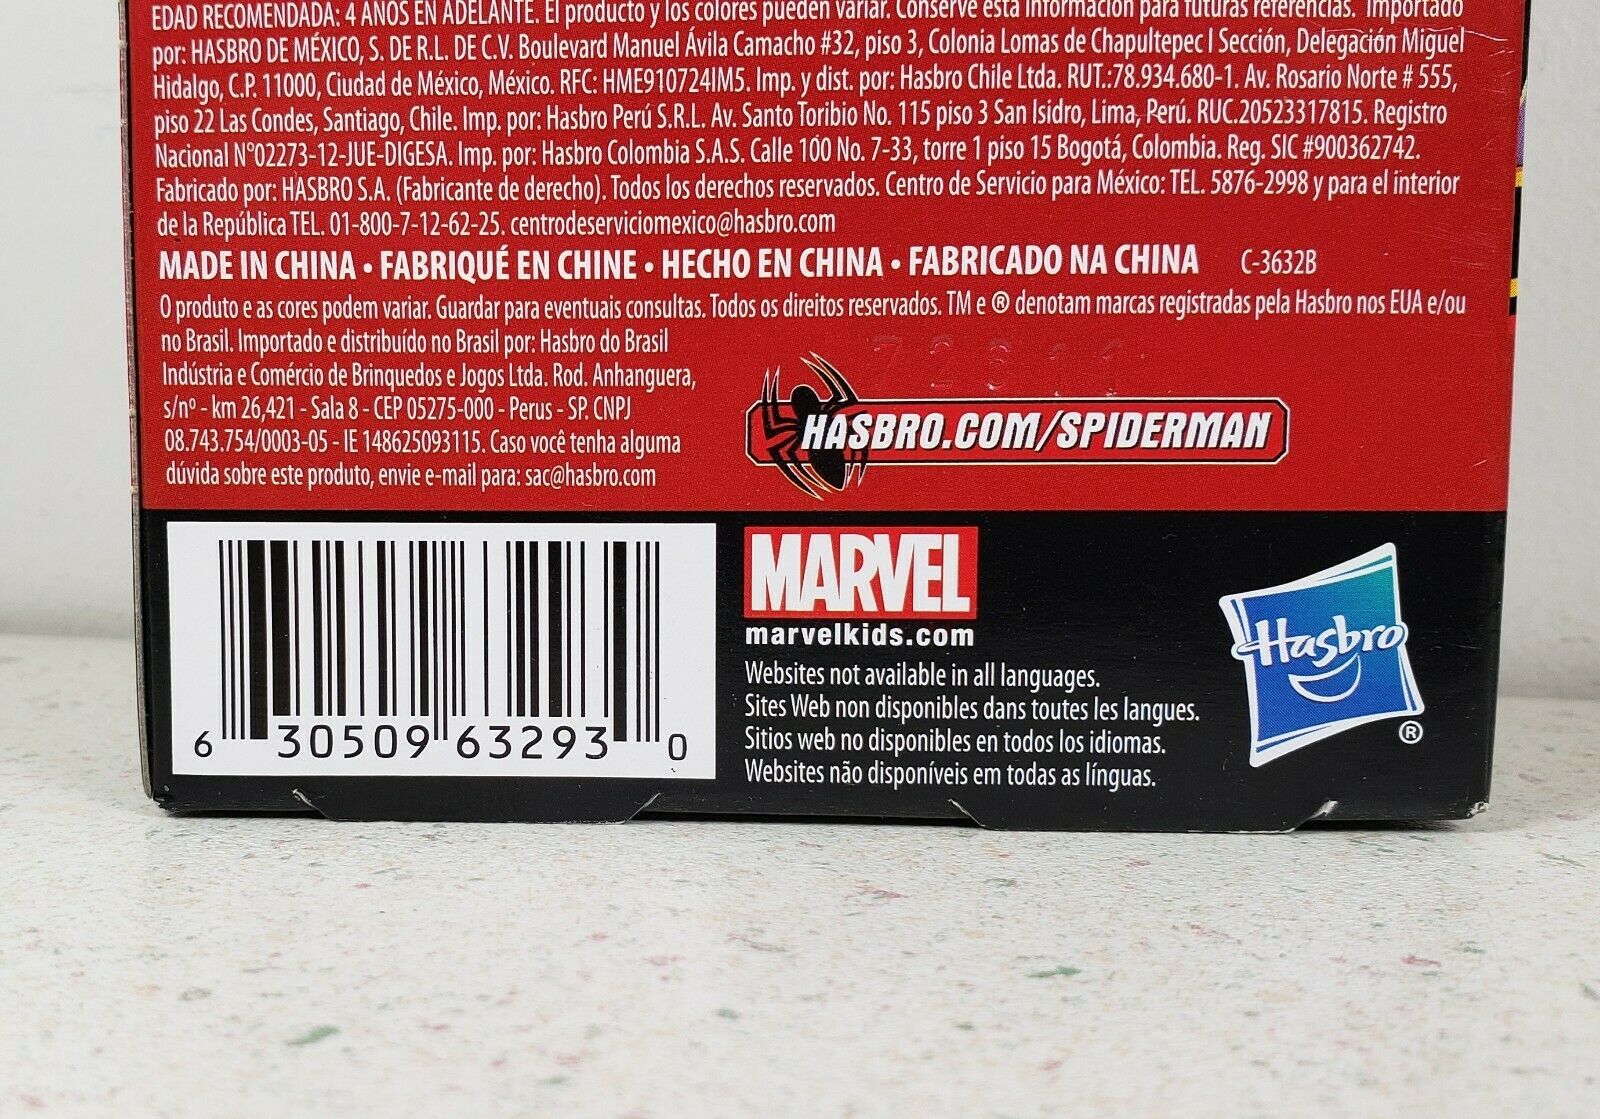 EDAD RECOMENDADA: 4 AÑOS EN ADELANTE. El producto y los colores pueden variar. Conserve esta información para futuras referencias. Importado
por: HASBRO DE MÉXICO, S. DE R.L. DE C.V. Boulevard Manuel Ávila Camacho #32, piso 3, Colonia Lomas de Chapultepec I Sección, Delegación Miguel
Hidalgo, C.P. 11000, Ciudad de México, México. RFC: HME910724IM5. Imp. y dist. por: Hasbro Chile Ltda. RUT.:78.934.680-1. Av. Rosario Norte # 555,
piso 22 Las Condes, Santiago, Chile. Imp. por: Hasbro Perú S.R.L. Av. Santo Toribio No. 115 piso 3 San Isidro, Lima, Perú. RUC.20523317815. Registro
Nacional N°02273-12-JUE-DIGESA. Imp. por: Hasbro Colombia S.A.S. Calle 100 No. 7-33, torre 1 piso 15 Bogotá, Colombia. Reg. SIC #900362742.
Fabricado por: HASBRO S.A. (Fabricante de derecho). Todos los derechos reservados. Centro de Servicio para México: TEL. 5876-2998 y para el interior
de la República TEL. 01-800-7-12-62-25. centrodeserviciomexico@hasbro.com
MADE IN CHINA • FABRIQUÉ EN CHINE • HECHO EN CHINA • FABRICADO NA CHINA C-3632B
O produto e as cores podem variar. Guardar para eventuais consultas. Todos os direitos reservados. TM e ® denotam marcas registradas pela Hasbro nos EUA e/ou
no Brasil. Importado e distribuído no Brasil por: Hasbro do Brasil
Indústria e Comércio de Brinquedos e Jogos Ltda. Rod. Anhanguera,
s/nº - km 26,421 - Sala 8 - CEP 05275-000 - Perus - SP. CNPJ
08.743.754/0003-05 - IE 148625093115. Caso você tenha alguma
dúvida sobre este produto, envie e-mail para: sac@hasbro.com
HASBRO.COM/SPIDERMAN
6 30509 63293 0
MARVEL
marvelkids.com
Websites not available in all languages.
Sites Web non disponibles dans toutes les langues.
Sitios web no disponibles en todos los idiomas.
Websites não disponíveis em todas as línguas.
Hasbro
®